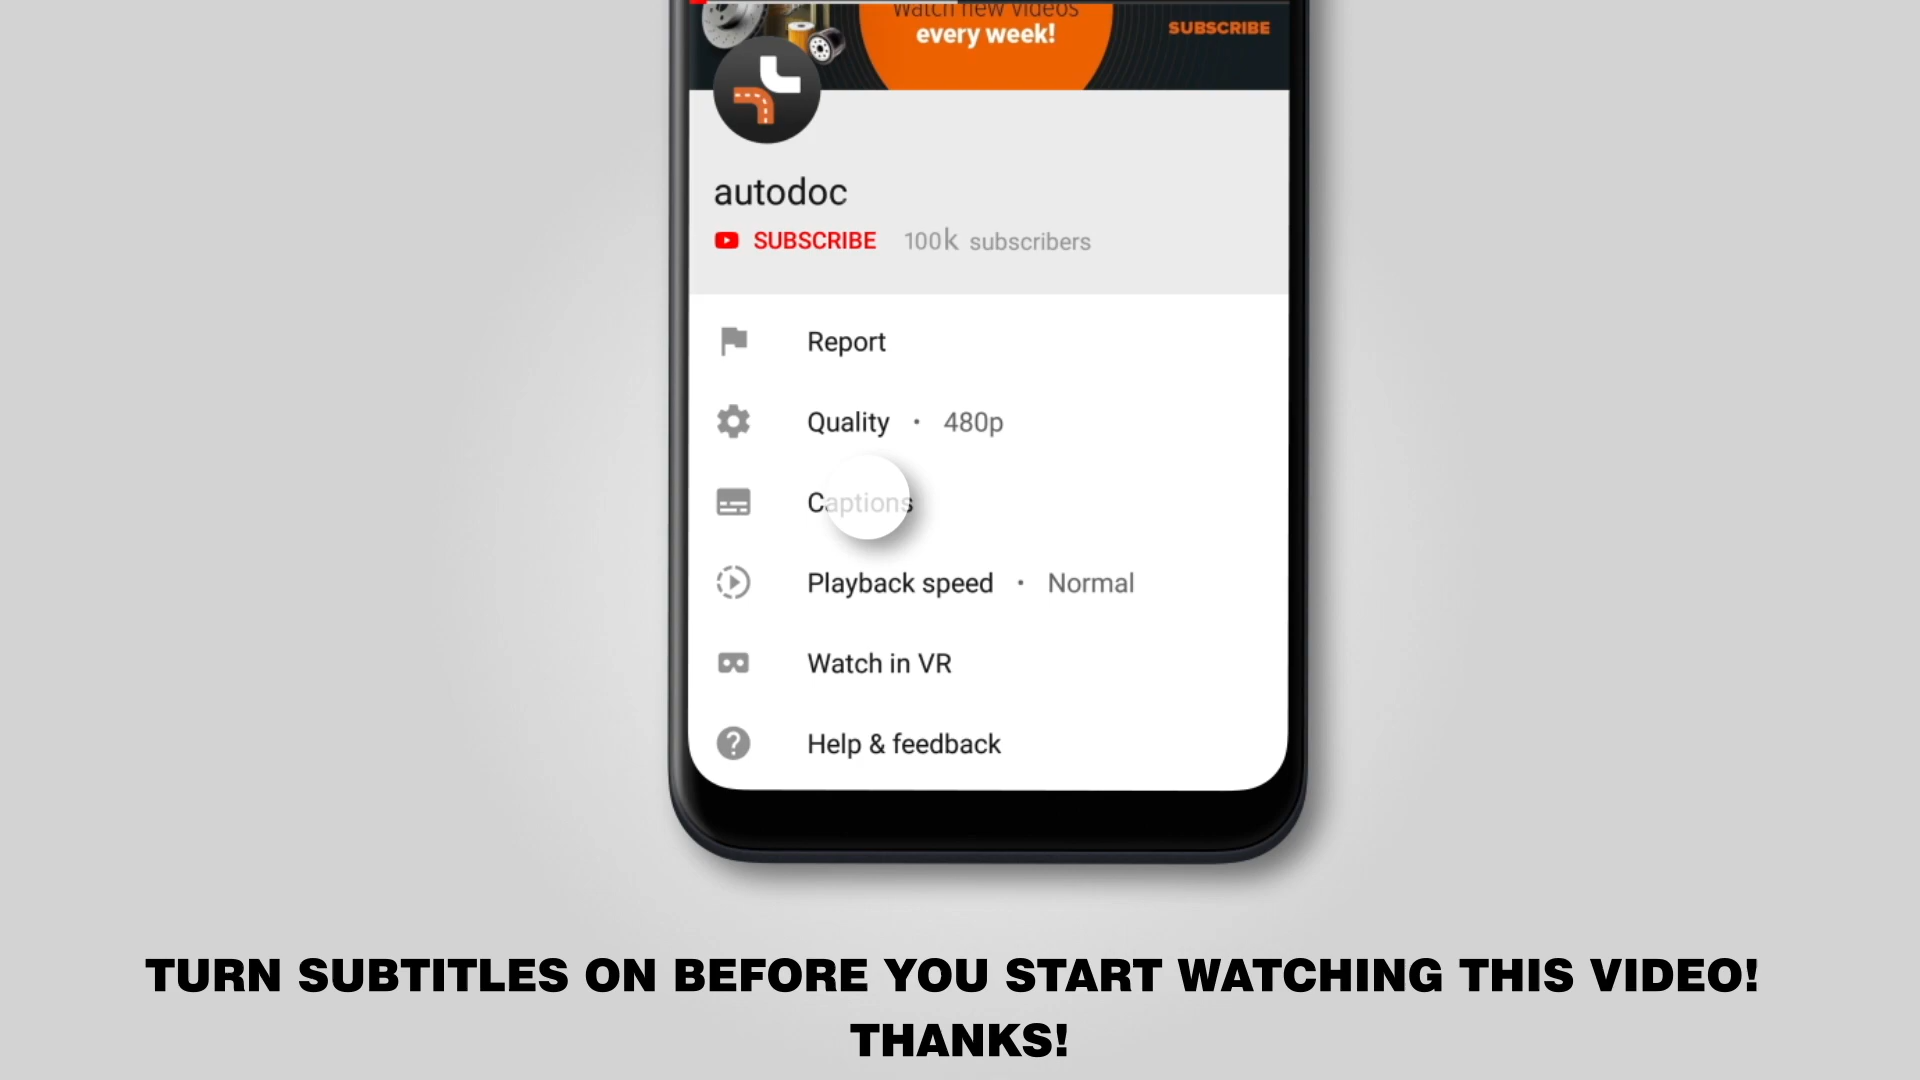 Watch new videos
every week!
SUBSCRIBE
autodoc
SUBSCRIBE 100k subscribers
Report
Quality • 480p
Captions
Playback speed • Normal
Watch in VR
Help & feedback
TURN SUBTITLES ON BEFORE YOU START WATCHING THIS VIDEO!
THANKS!